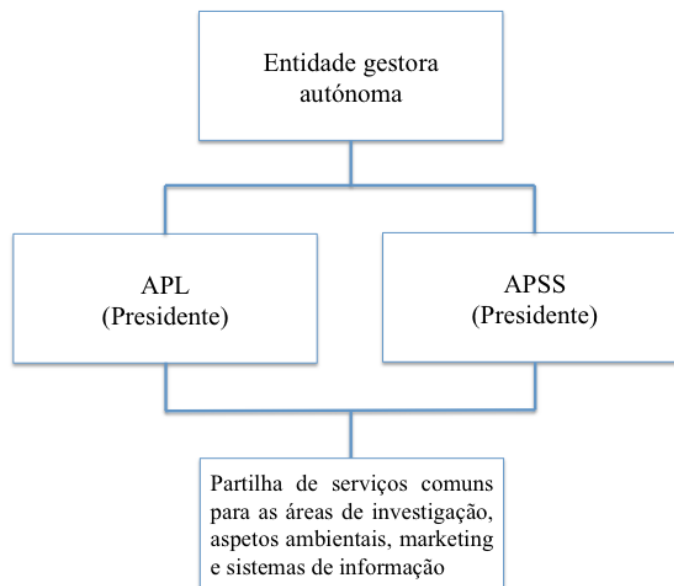 Entidade gestora
autónoma
APL
(Presidente)
APSS
(Presidente)
Partilha de serviços comuns
para as áreas de investigação,
aspetos ambientais, marketing
e sistemas de informação